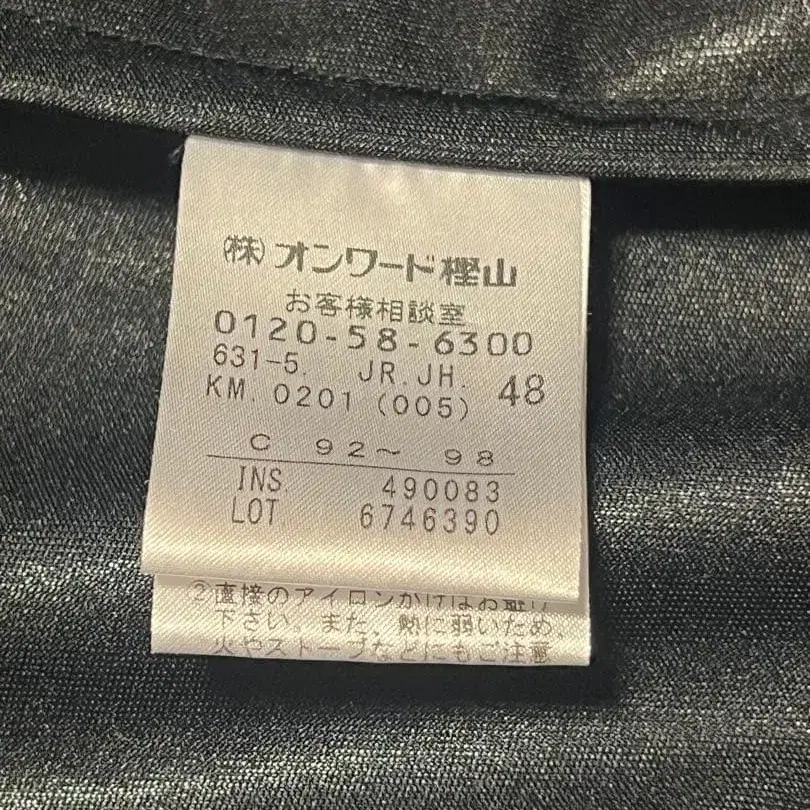 (株)オンワード樫山
お客様相談室
0120-58-6300
631-5. JR.JH. 48
KM. 0201 (005)
C 92～ 98
INS. 490083
LOT. 6746390
②直接のアイロンかけはお避け
下さい。また、熱に弱いため、
火やストーブなどにもご注意